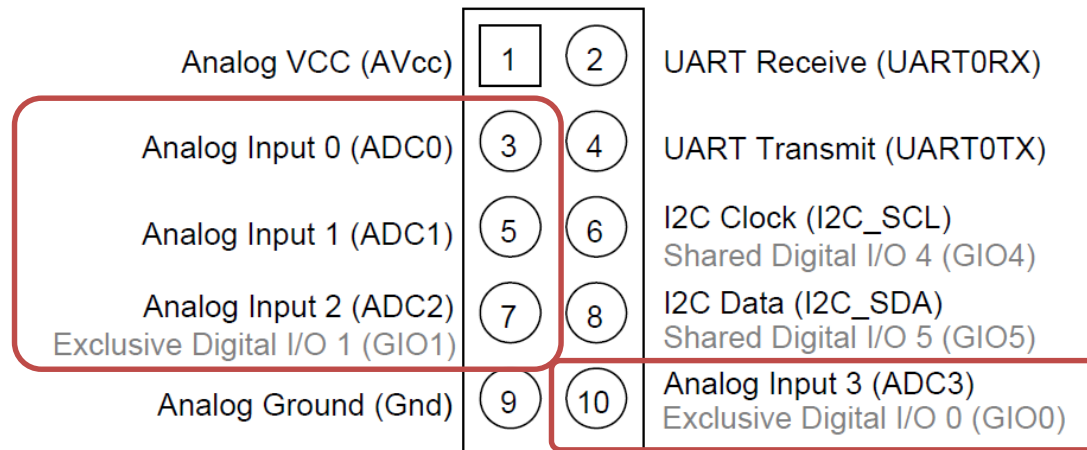 Analog VCC (AVcc) 1 2 UART Receive (UART0RX)
Analog Input 0 (ADC0) 3 4 UART Transmit (UART0TX)
Analog Input 1 (ADC1) 5 6 I2C Clock (I2C_SCL)
Shared Digital I/O 4 (GIO4)
Analog Input 2 (ADC2) 7 8 I2C Data (I2C_SDA)
Exclusive Digital I/O 1 (GIO1) Shared Digital I/O 5 (GIO5)
Analog Ground (Gnd) 9 10 Analog Input 3 (ADC3)
Exclusive Digital I/O 0 (GIO0)